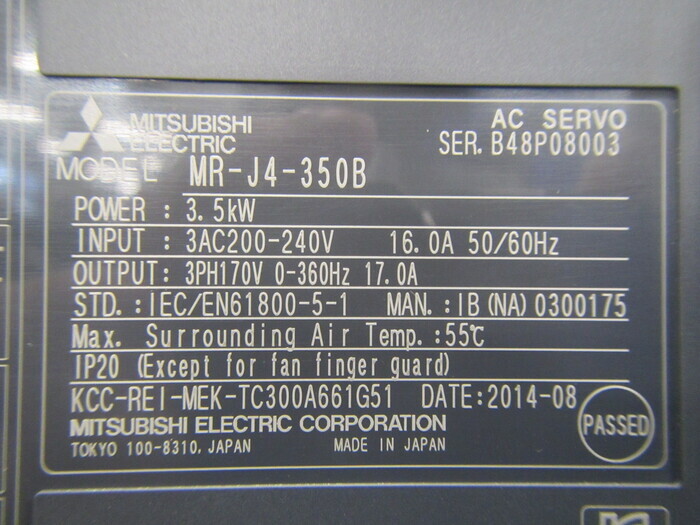 MITSUBISHI ELECTRIC
AC SERVO
SER. B48P08003
MODEL MR-J4-350B
POWER : 3.5kW
INPUT : 3AC200-240V 16.0A 50/60Hz
OUTPUT: 3PH170V 0-360Hz 17.0A
STD.: IEC/EN61800-5-1 MAN.: IB(NA)0300175
Max. Surrounding Air Temp.:55℃
IP20 (Except for fan finger guard)
KCC-REI-MEK-TC300A661G51 DATE:2014-08
MITSUBISHI ELECTRIC CORPORATION
PASSED
TOKYO 100-8310, JAPAN MADE IN JAPAN